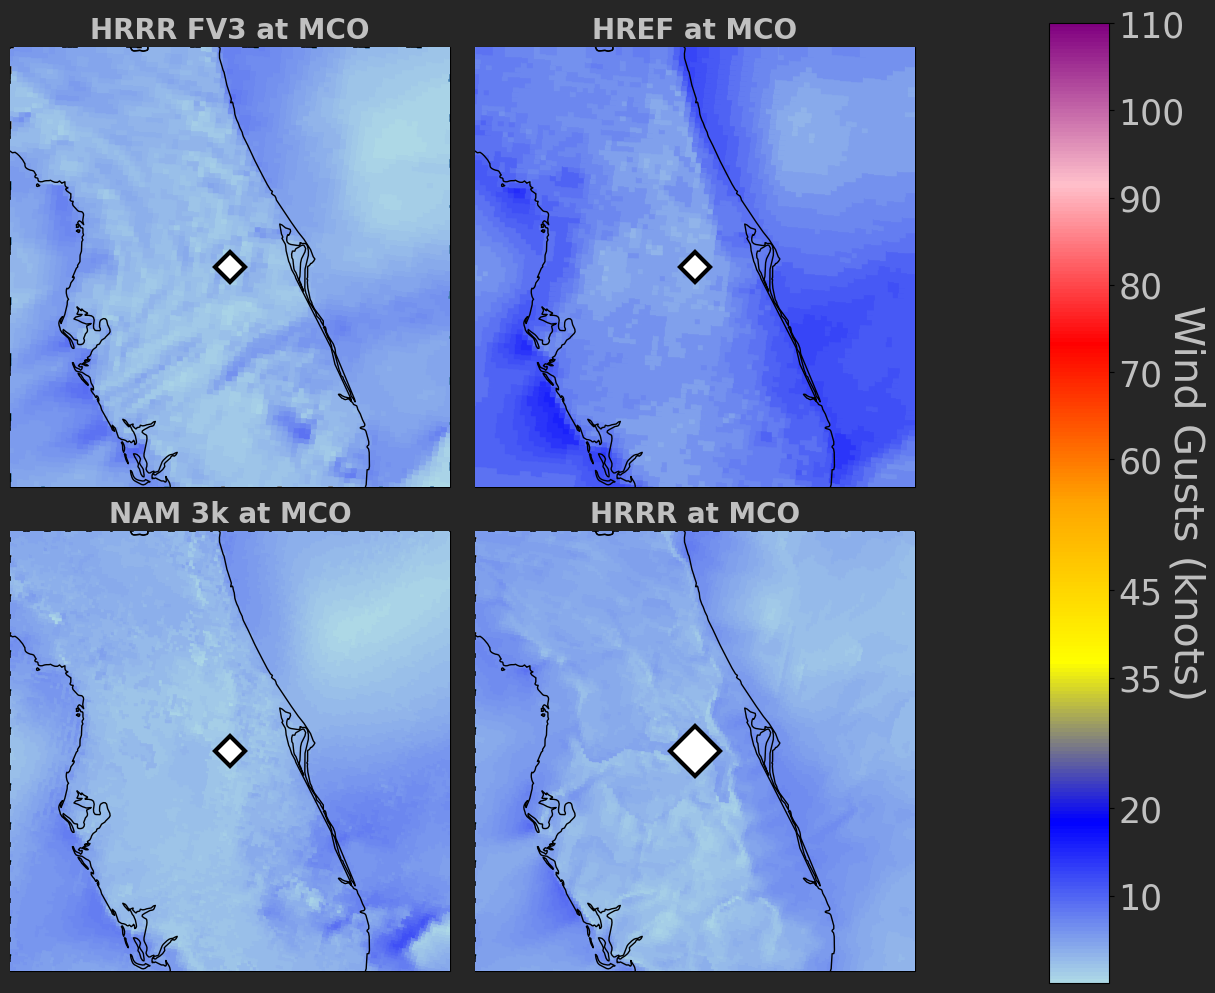 HRRR FV3 at MCO
HREF at MCO
NAM 3k at MCO
HRRR at MCO
110
100
90
80
70
60
45
35
20
10
Wind Gusts (knots)